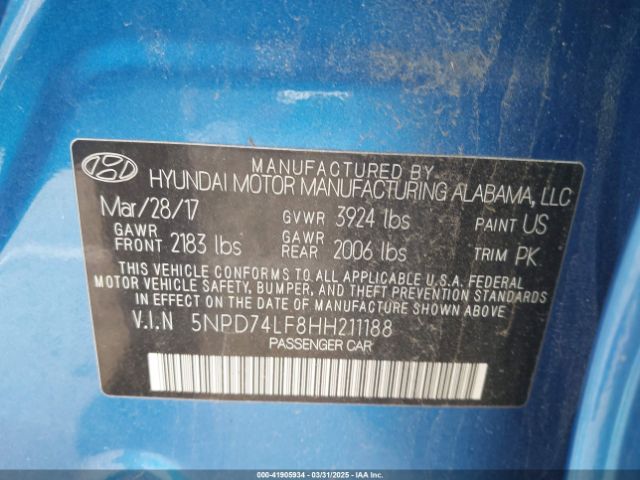 MANUFACTURED BY
HYUNDAI MOTOR MANUFACTURING ALABAMA, LLC
Mar/28/17 GVWR 3924 lbs PAINT US
GAWR FRONT 2183 lbs GAWR REAR 2006 lbs TRIM PK
THIS VEHICLE CONFORMS TO ALL APPLICABLE U.S.A. FEDERAL
MOTOR VEHICLE SAFETY, BUMPER, AND THEFT PREVENTION
STANDARDS IN EFFECT ON THE DATE OF MANUFACTURE SHOWN ABOVE.
V.I.N 5NPD74LF8HH211188
PASSENGER CAR
000-41905934 - 03/31/2025 - IAAI.COM